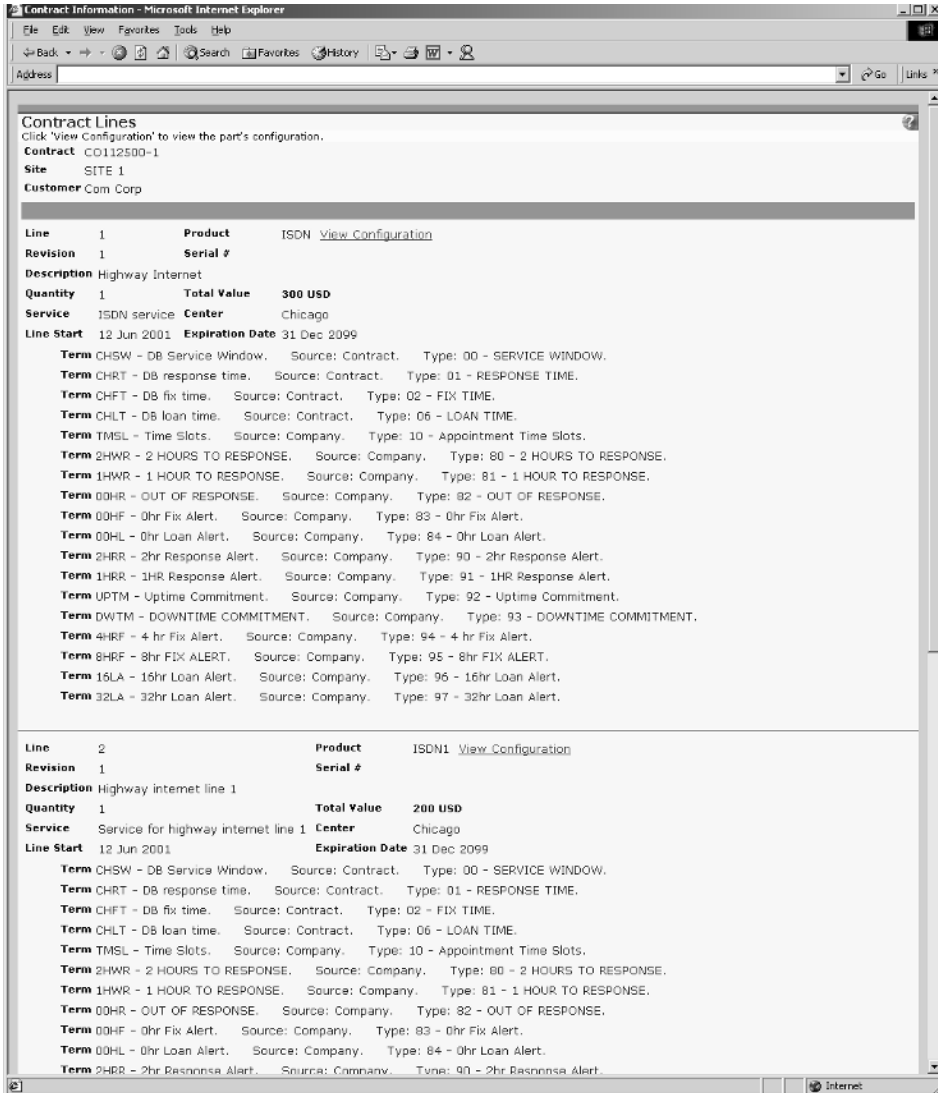 Contract Information - Microsoft Internet Explorer
File Edit View Favorites Tools Help
Back Search Favorites History
Address Go Links »
Contract Lines
Click 'View Configuration' to view the part's configuration.
Contract CO112500-1
Site SITE 1
Customer Com Corp
Line 1 Product ISDN View Configuration
Revision 1 Serial #
Description Highway Internet
Quantity 1 Total Value 300 USD
Service ISDN service Center Chicago
Line Start 12 Jun 2001 Expiration Date 31 Dec 2099
Term CHSW - DB Service Window. Source: Contract. Type: 00 - SERVICE WINDOW.
Term CHRT - DB response time. Source: Contract. Type: 01 - RESPONSE TIME.
Term CHFT - DB fix time. Source: Contract. Type: 02 - FIX TIME.
Term CHLT - DB loan time. Source: Contract. Type: 06 - LOAN TIME.
Term TMSL - Time Slots. Source: Company. Type: 10 - Appointment Time Slots.
Term 2HWR - 2 HOURS TO RESPONSE. Source: Company. Type: 80 - 2 HOURS TO RESPONSE.
Term 1HWR - 1 HOUR TO RESPONSE. Source: Company. Type: 81 - 1 HOUR TO RESPONSE.
Term 00HR - OUT OF RESPONSE. Source: Company. Type: 82 - OUT OF RESPONSE.
Term 00HF - 0hr Fix Alert. Source: Company. Type: 83 - 0hr Fix Alert.
Term 00HL - 0hr Loan Alert. Source: Company. Type: 84 - 0hr Loan Alert.
Term 2HRR - 2hr Response Alert. Source: Company. Type: 90 - 2hr Response Alert.
Term 1HRR - 1HR Response Alert. Source: Company. Type: 91 - 1HR Response Alert.
Term UPTM - Uptime Commitment. Source: Company. Type: 92 - Uptime Commitment.
Term DWTM - DOWNTIME COMMITMENT. Source: Company. Type: 93 - DOWNTIME COMMITMENT.
Term 4HRF - 4 hr Fix Alert. Source: Company. Type: 94 - 4 hr Fix Alert.
Term 8HRF - 8hr FIX ALERT. Source: Company. Type: 95 - 8hr FIX ALERT.
Term 16LA - 16hr Loan Alert. Source: Company. Type: 96 - 16hr Loan Alert.
Term 32LA - 32hr Loan Alert. Source: Company. Type: 97 - 32hr Loan Alert.
Line 2 Product ISDN1 View Configuration
Revision 1 Serial #
Description Highway internet line 1
Quantity 1 Total Value 200 USD
Service Service for highway internet line 1 Center Chicago
Line Start 12 Jun 2001 Expiration Date 31 Dec 2099
Term CHSW - DB Service Window. Source: Contract. Type: 00 - SERVICE WINDOW.
Term CHRT - DB response time. Source: Contract. Type: 01 - RESPONSE TIME.
Term CHFT - DB fix time. Source: Contract. Type: 02 - FIX TIME.
Term CHLT - DB loan time. Source: Contract. Type: 06 - LOAN TIME.
Term TMSL - Time Slots. Source: Company. Type: 10 - Appointment Time Slots.
Term 2HWR - 2 HOURS TO RESPONSE. Source: Company. Type: 80 - 2 HOURS TO RESPONSE.
Term 1HWR - 1 HOUR TO RESPONSE. Source: Company. Type: 81 - 1 HOUR TO RESPONSE.
Term 00HR - OUT OF RESPONSE. Source: Company. Type: 82 - OUT OF RESPONSE.
Term 00HF - 0hr Fix Alert. Source: Company. Type: 83 - 0hr Fix Alert.
Term 00HL - 0hr Loan Alert. Source: Company. Type: 84 - 0hr Loan Alert.
Term 2HRR - 2hr Response Alert. Source: Company. Type: 90 - 2hr Response Alert.
Internet